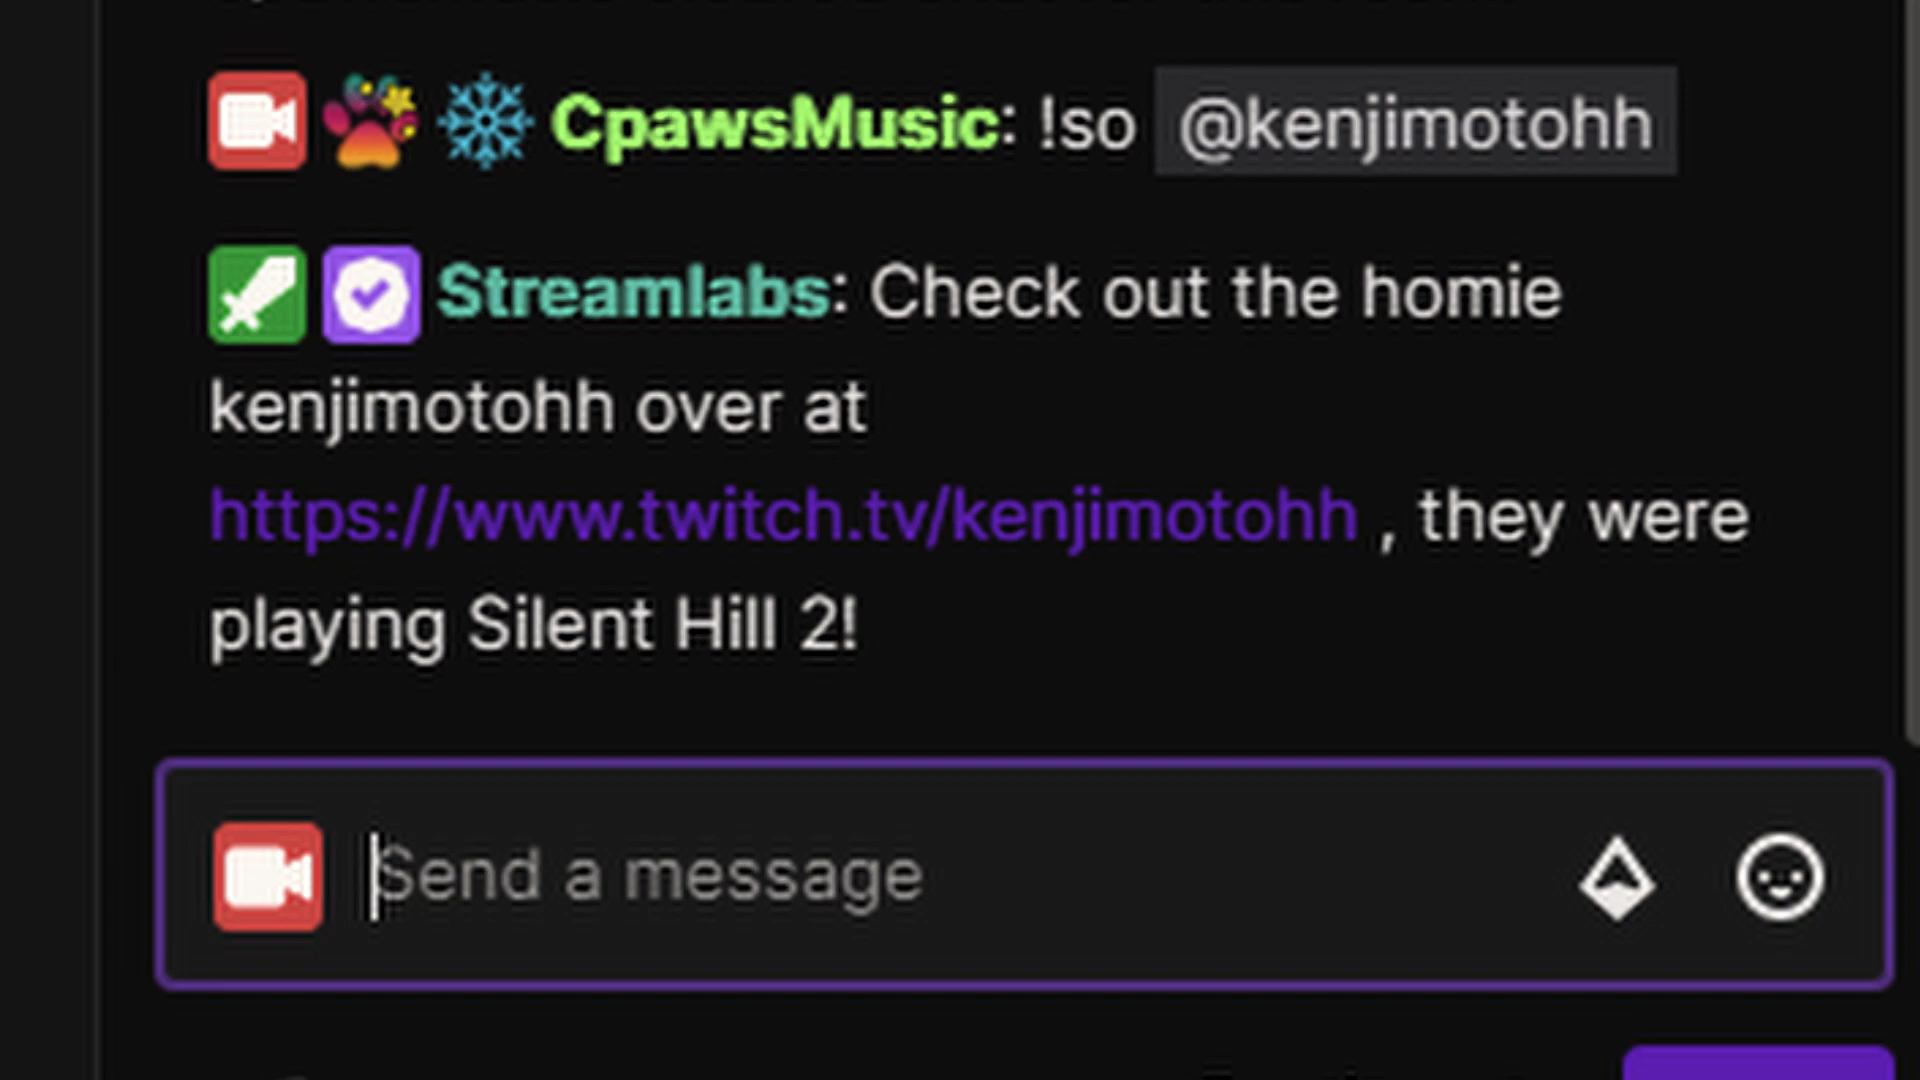 CpawsMusic: !so @kenjimotohh
Streamlabs: Check out the homie
kenjimotohh over at
https://www.twitch.tv/kenjimotohh , they were
playing Silent Hill 2!
Send a message